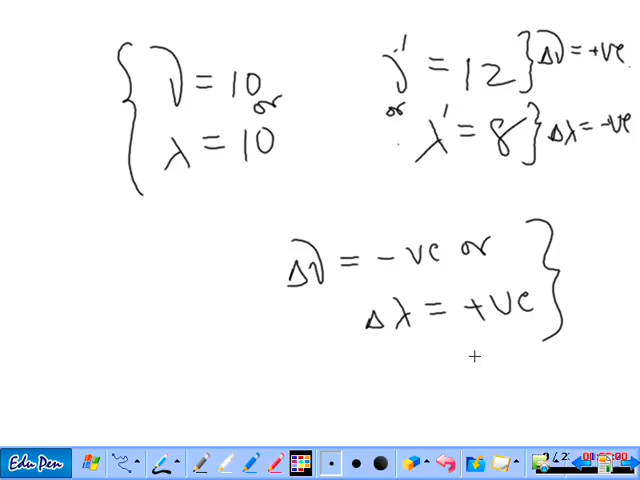 ν = 10
or
λ = 10
ν' = 12 } Δν = +ve
or
λ' = 8 } Δλ = -ve
Δν = - ve or
Δλ = + ve
Edu Pen